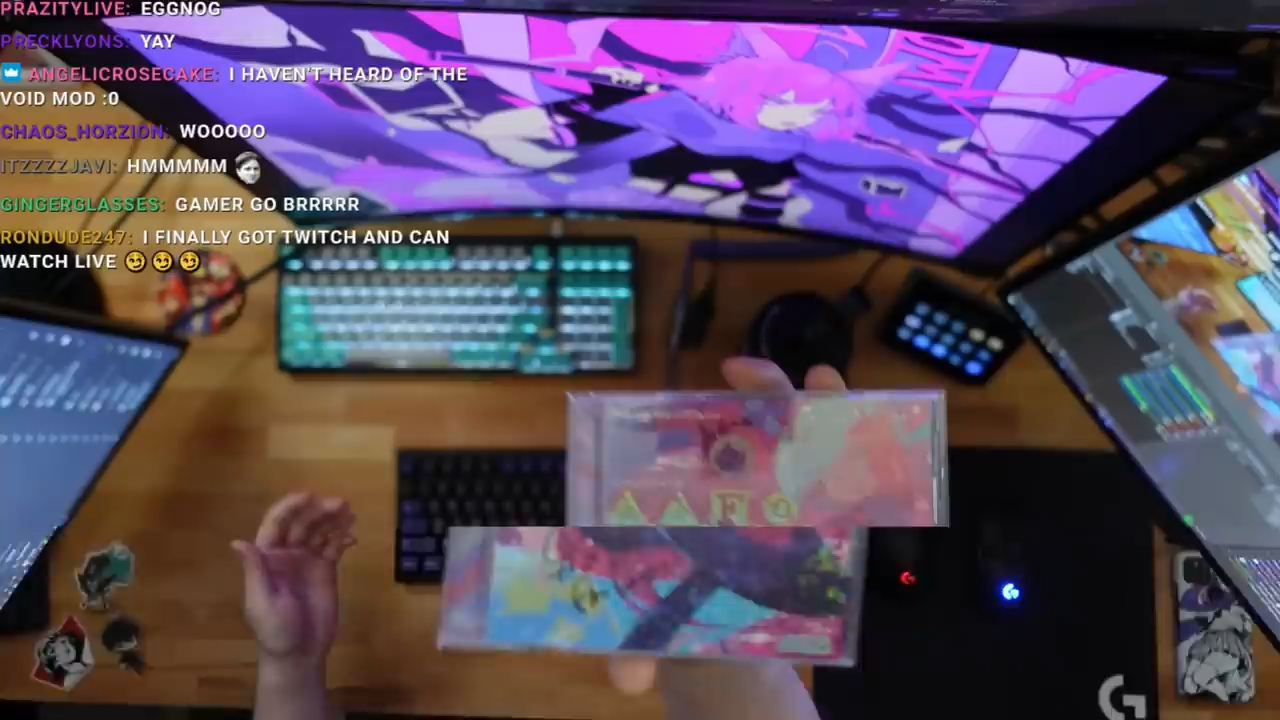 PRAZITYLIVE: EGGNOG
PRECKLYONS: YAY
ANGELICROSECAKE: I HAVEN'T HEARD OF THE
VOID MOD :0
CHAOS_HORZION: WOOOOO
ITZZZZJAVI: HMMMMM
GINGERGLASSES: GAMER GO BRRRRR
RONDUDE247: I FINALLY GOT TWITCH AND CAN
WATCH LIVE